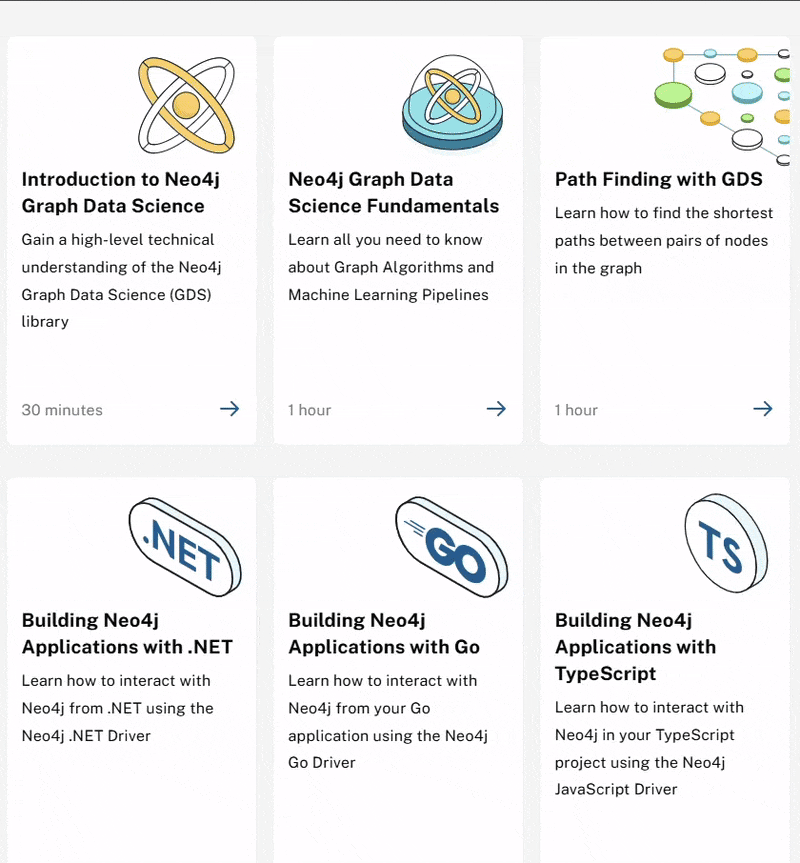 Introduction to Neo4j
Graph Data Science
Gain a high-level technical
understanding of the Neo4j
Graph Data Science (GDS)
library
30 minutes
Neo4j Graph Data
Science Fundamentals
Learn all you need to know
about Graph Algorithms and
Machine Learning Pipelines
1 hour
Path Finding with GDS
Learn how to find the shortest
paths between pairs of nodes
in the graph
1 hour
.NET
Building Neo4j
Applications with .NET
Learn how to interact with
Neo4j from .NET using the
Neo4j .NET Driver
GO
Building Neo4j
Applications with Go
Learn how to interact with
Neo4j from your Go
application using the Neo4j
Go Driver
TS
Building Neo4j
Applications with
TypeScript
Learn how to interact with
Neo4j in your TypeScript
project using the Neo4j
JavaScript Driver